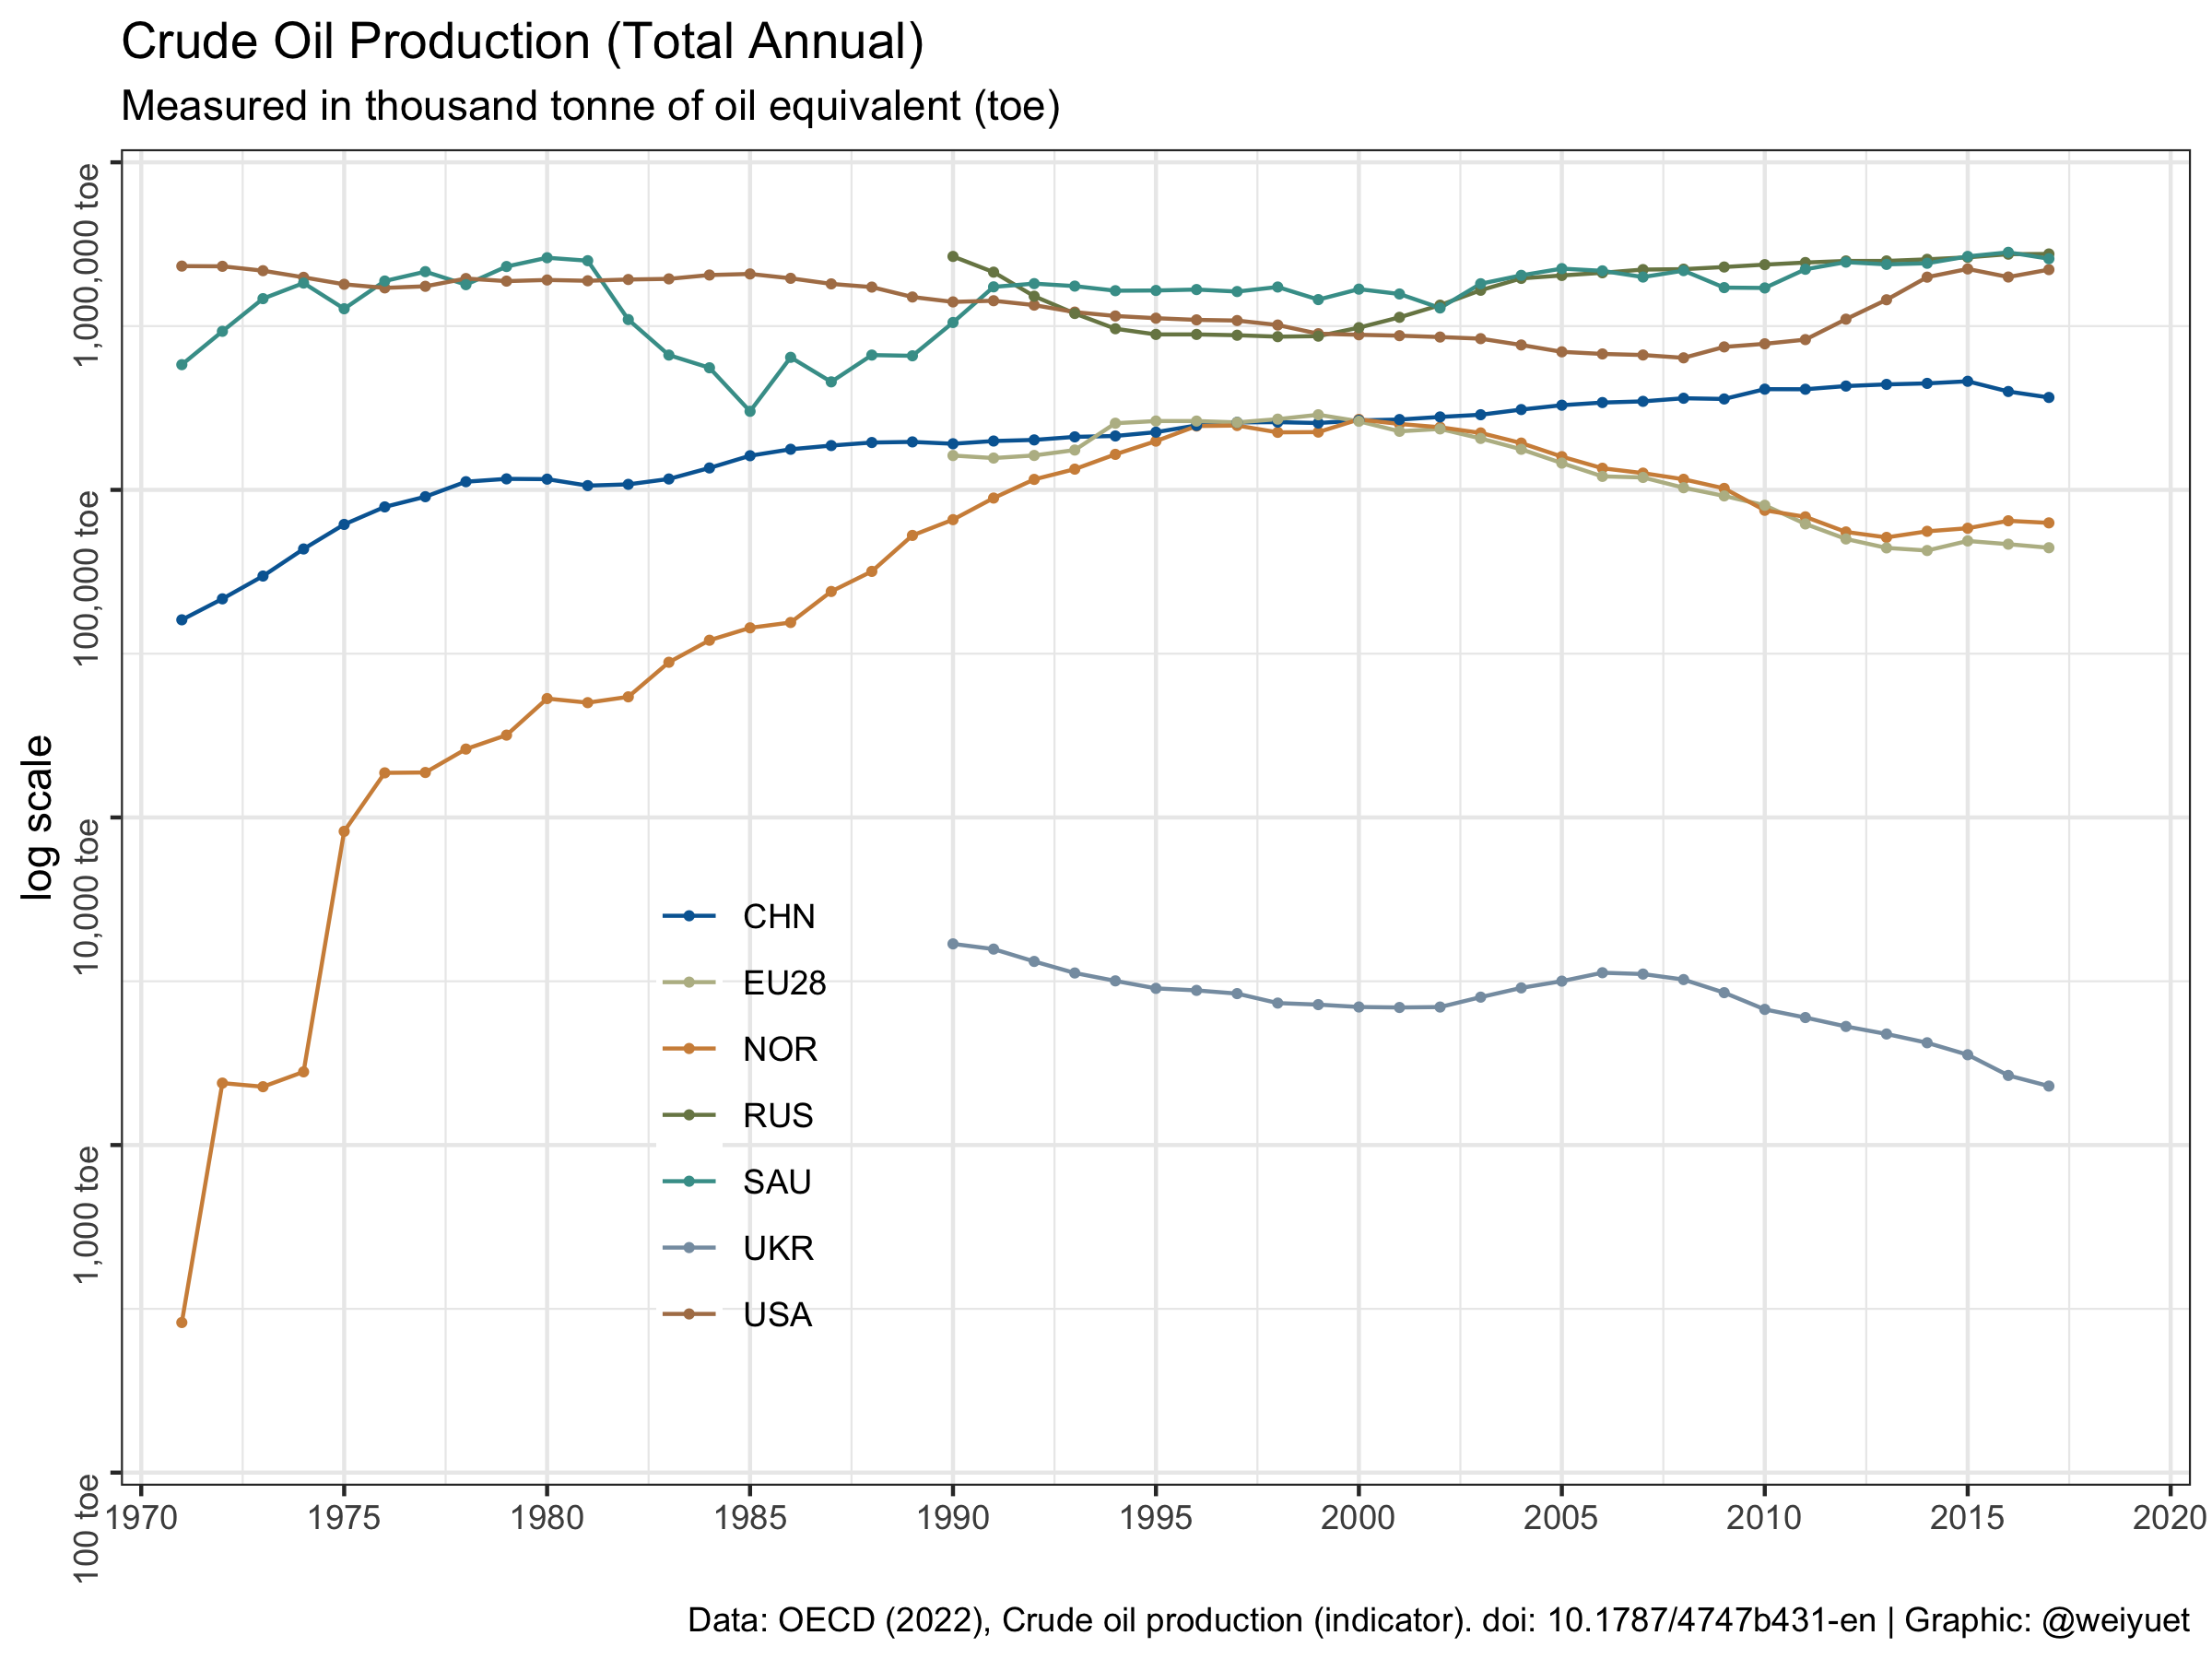 Crude Oil Production (Total Annual)
Measured in thousand tonne of oil equivalent (toe)
log scale
1,000,000 toe
100,000 toe
10,000 toe
1,000 toe
100 toe
CHN
EU28
NOR
RUS
SAU
UKR
USA
1970 1975 1980 1985 1990 1995 2000 2005 2010 2015 2020
Data: OECD (2022), Crude oil production (indicator). doi: 10.1787/4747b431-en | Graphic: @weiyuet